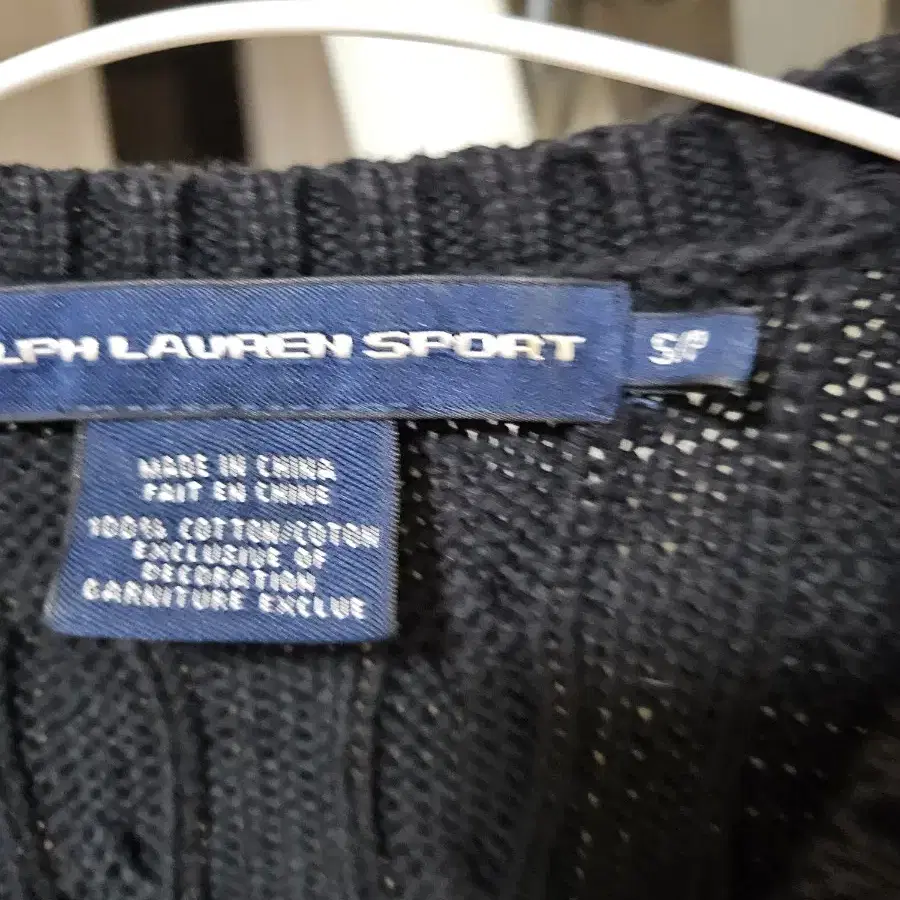 LPH LAUREN SPORT
S/P
MADE IN CHINA
FAIT EN CHINE
100% COTTON/COTON
EXCLUSIVE OF
DECORATION
GARNITURE EXCLUE